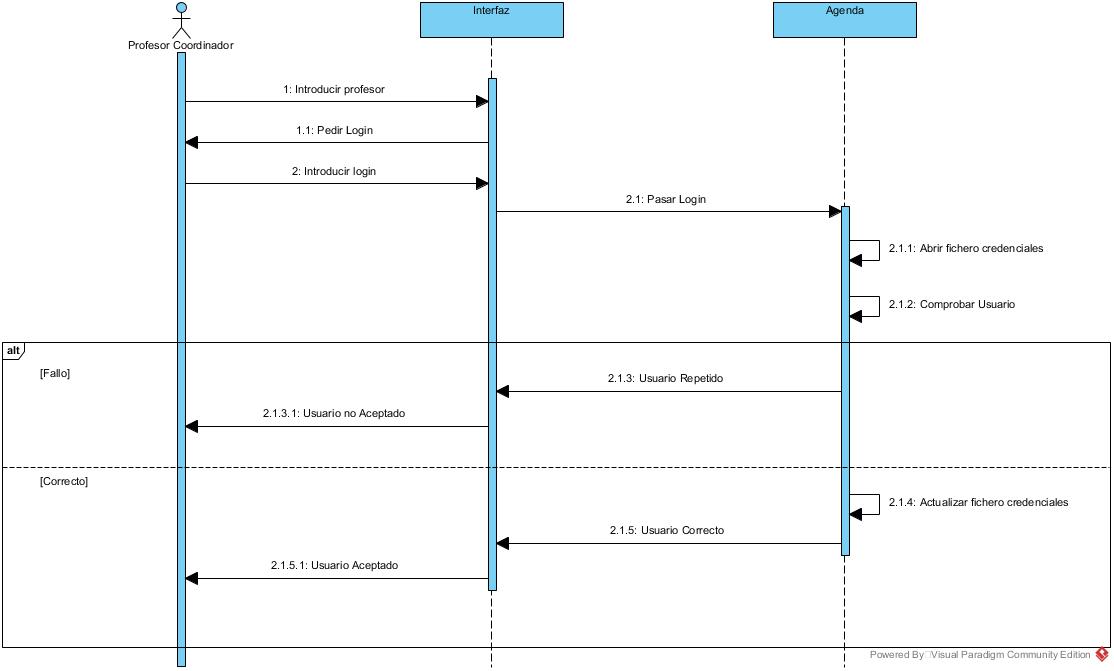 Interfaz
Agenda
Profesor Coordinador
1: Introducir profesor
1.1: Pedir Login
2: Introducir login
2.1: Pasar Login
2.1.1: Abrir fichero credenciales
2.1.2: Comprobar Usuario
alt
[Fallo]
2.1.3: Usuario Repetido
2.1.3.1: Usuario no Aceptado
[Correcto]
2.1.4: Actualizar fichero credenciales
2.1.5: Usuario Correcto
2.1.5.1: Usuario Aceptado
Powered By Visual Paradigm Community Edition